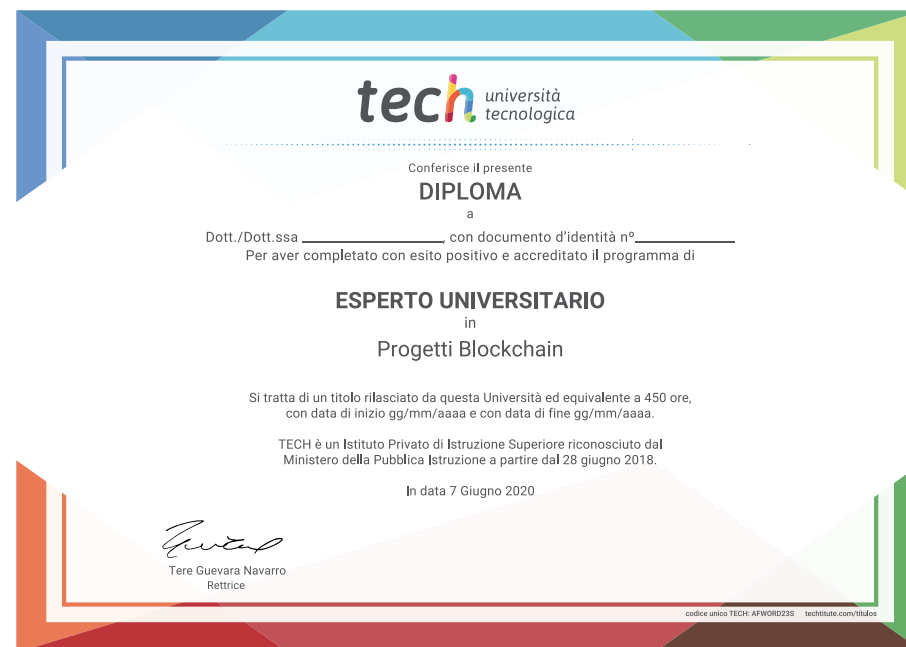 tech università
tecnologica
Conferisce il presente
DIPLOMA
a
Dott./Dott.ssa , con documento d'identità nº
Per aver completato con esito positivo e accreditato il programma di
ESPERTO UNIVERSITARIO
in
Progetti Blockchain
Si tratta di un titolo rilasciato da questa Università ed equivalente a 450 ore,
con data di inizio gg/mm/aaaa e con data di fine gg/mm/aaaa.
TECH è un Istituto Privato di Istruzione Superiore riconosciuto dal
Ministero della Pubblica Istruzione a partire dal 28 giugno 2018.
In data 7 Giugno 2020
Tere Guevara Navarro
Rettrice
codice unico TECH: AFWORD23S techtitute.com/titulos